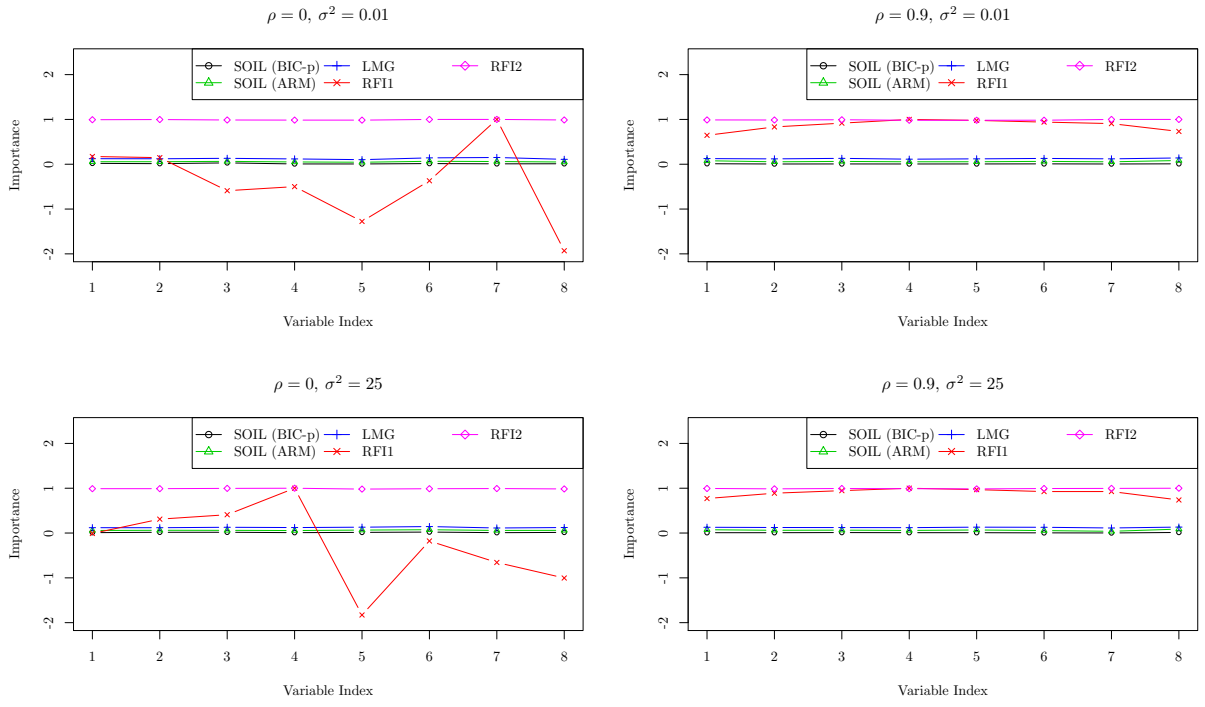 ρ = 0, σ² = 0.01
SOIL (BIC-p) LMG RFI2
SOIL (ARM) RFI1
Importance
2
1
0
-1
-2
1 2 3 4 5 6 7 8
Variable Index
ρ = 0.9, σ² = 0.01
SOIL (BIC-p) LMG RFI2
SOIL (ARM) RFI1
Importance
2
1
0
-1
-2
1 2 3 4 5 6 7 8
Variable Index
ρ = 0, σ² = 25
SOIL (BIC-p) LMG RFI2
SOIL (ARM) RFI1
Importance
2
1
0
-1
-2
1 2 3 4 5 6 7 8
Variable Index
ρ = 0.9, σ² = 25
SOIL (BIC-p) LMG RFI2
SOIL (ARM) RFI1
Importance
2
1
0
-1
-2
1 2 3 4 5 6 7 8
Variable Index